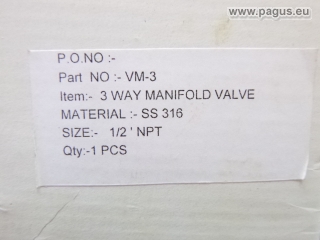 www.pagus.eu
P.O.NO :-
Part NO :- VM-3
Item:- 3 WAY MANIFOLD VALVE
MATERIAL :- SS 316
SIZE:- 1/2 ' NPT
Qty:-1 PCS